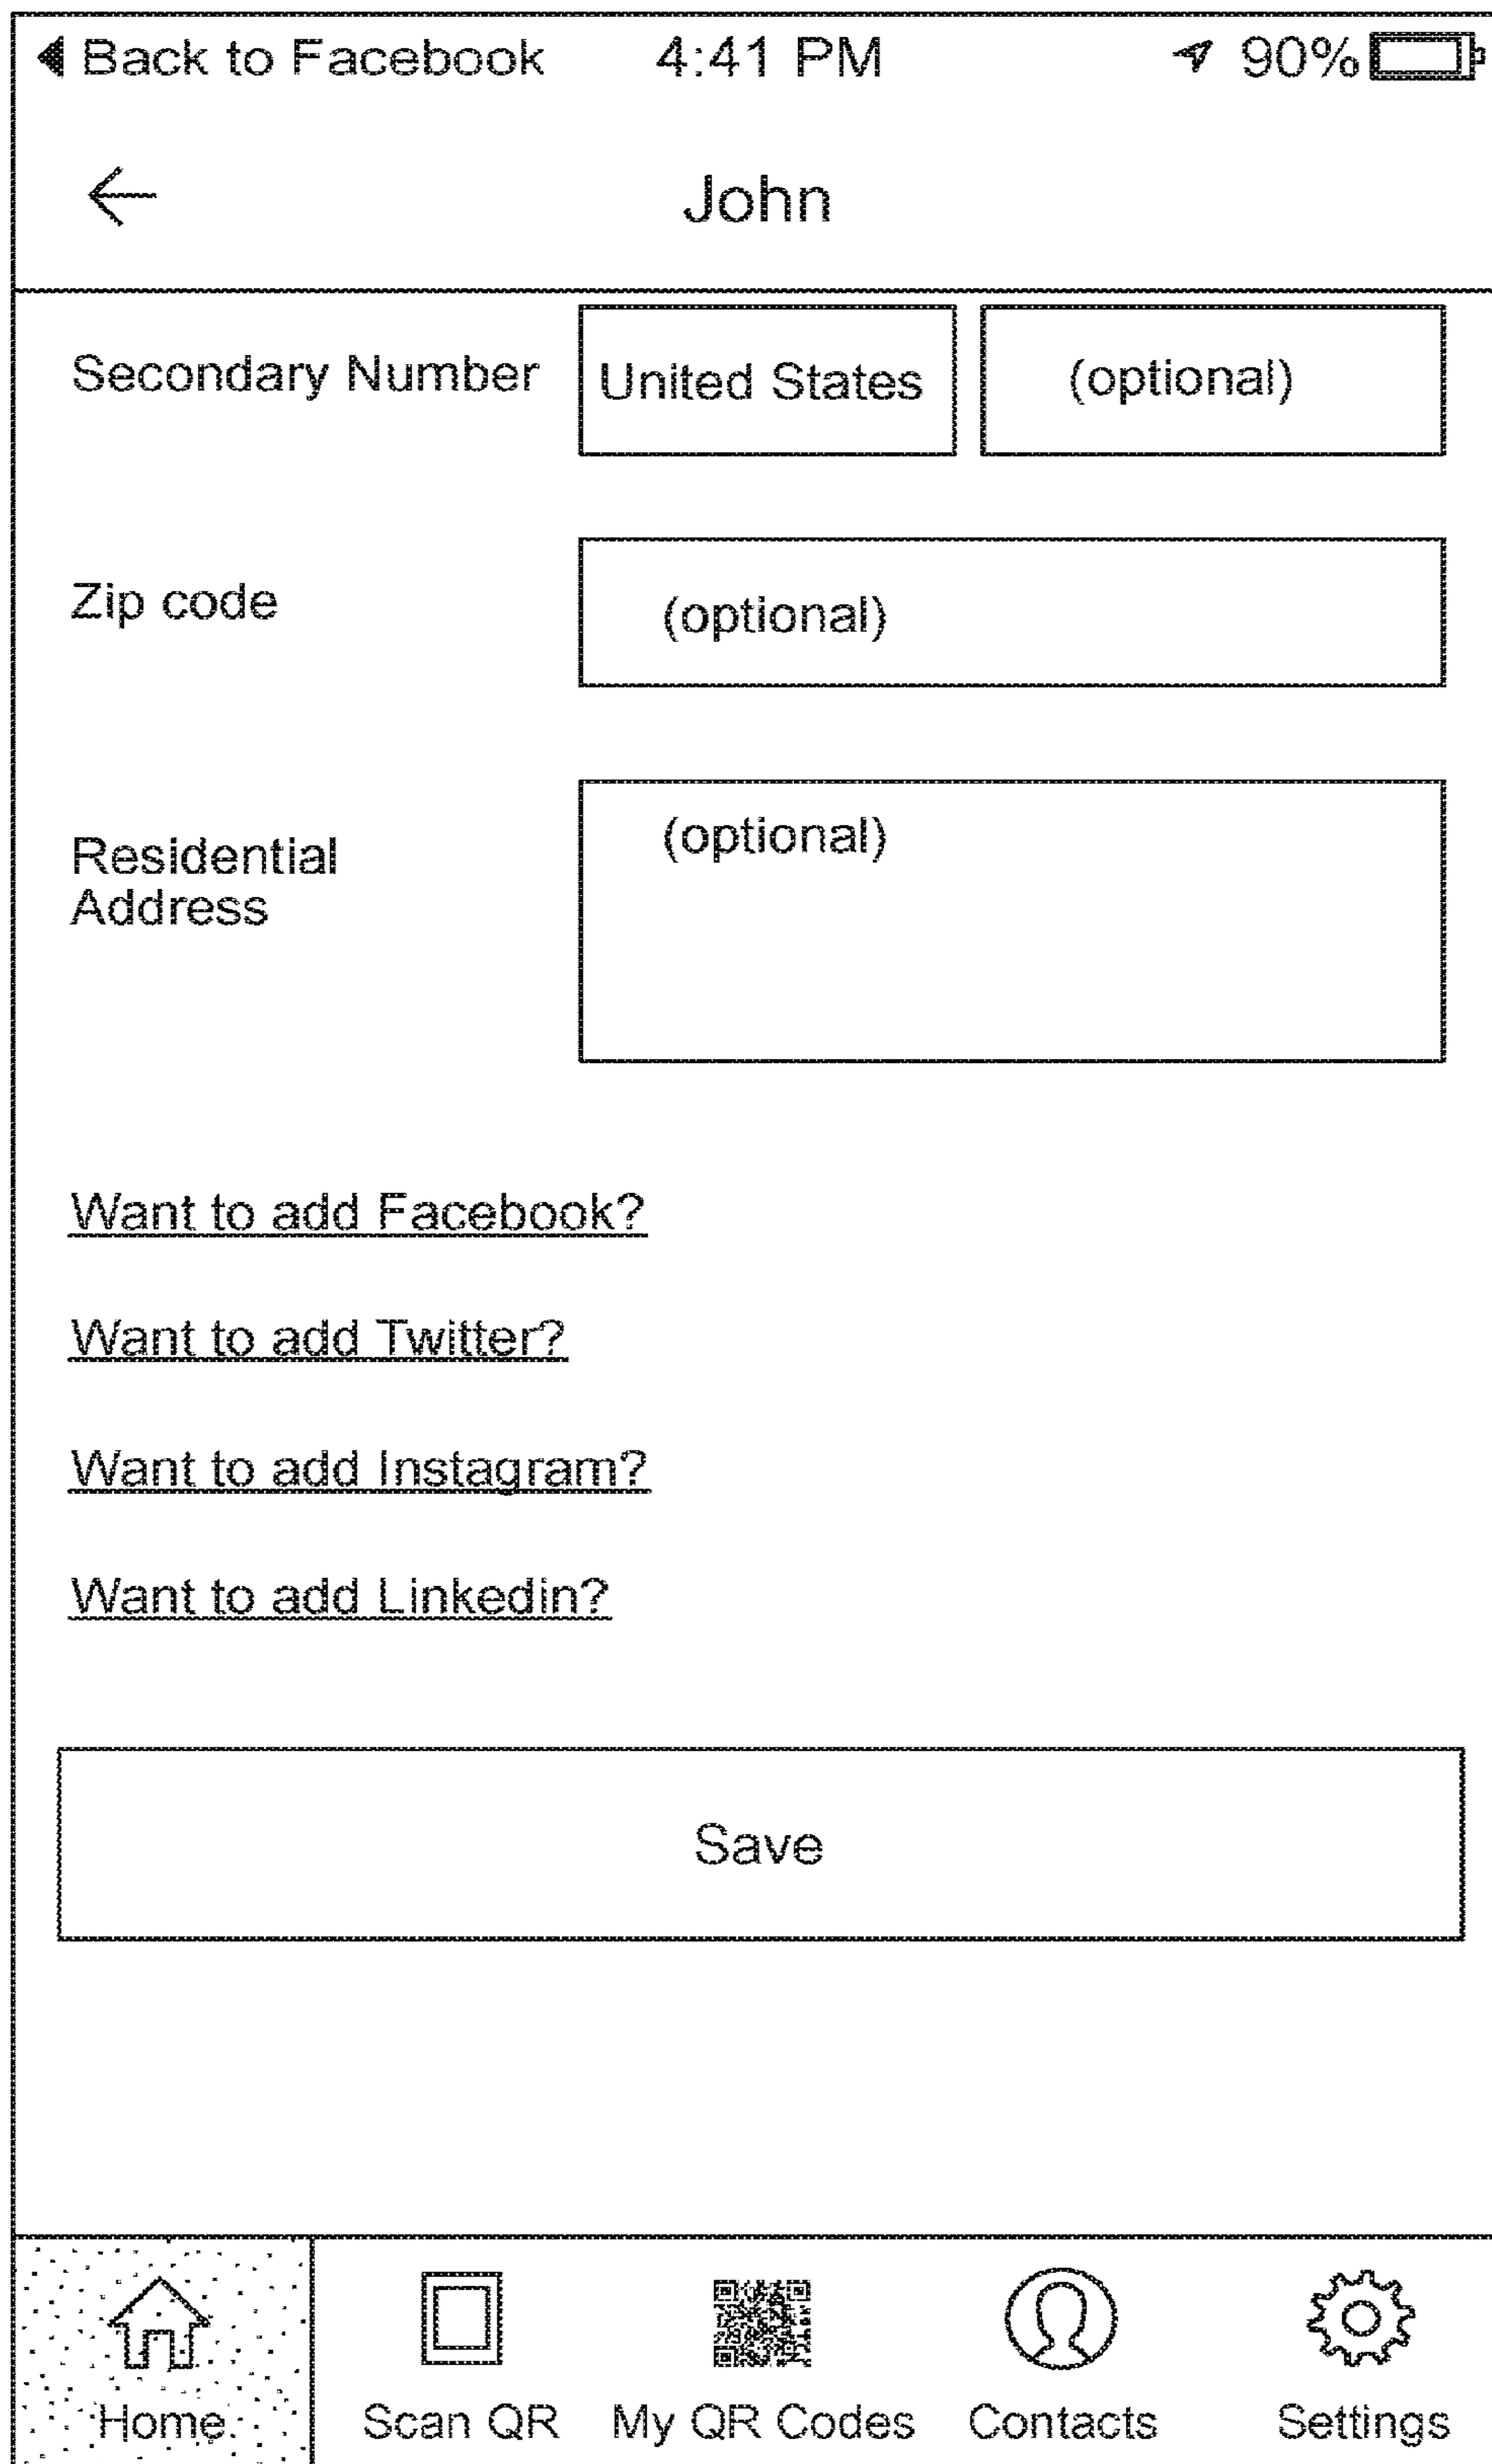 Back to Facebook 4:41 PM 90%
John
Secondary Number United States (optional)
Zip code (optional)
Residential (optional)
Address
Want to add Facebook?
Want to add Twitter?
Want to add Instagram?
Want to add Linkedin?
Save
Home Scan QR My QR Codes Contacts Settings